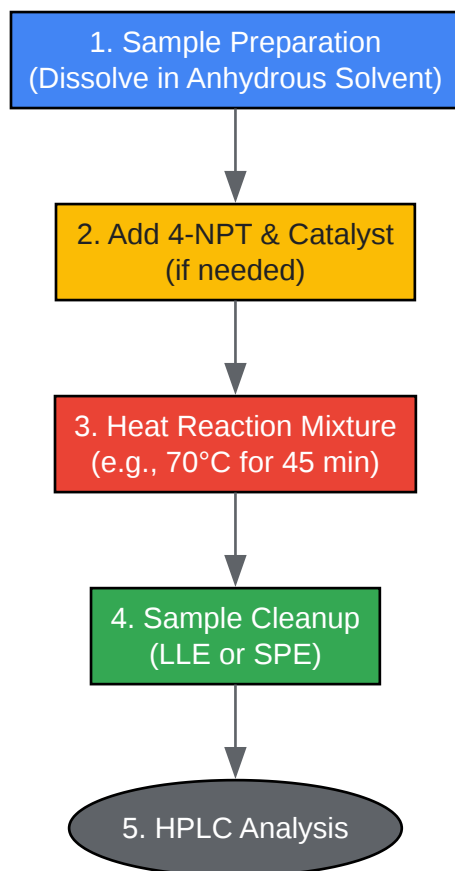 1. Sample Preparation
(Dissolve in Anhydrous Solvent)
2. Add 4-NPT & Catalyst
(if needed)
3. Heat Reaction Mixture
(e.g., 70°C for 45 min)
4. Sample Cleanup
(LLE or SPE)
5. HPLC Analysis